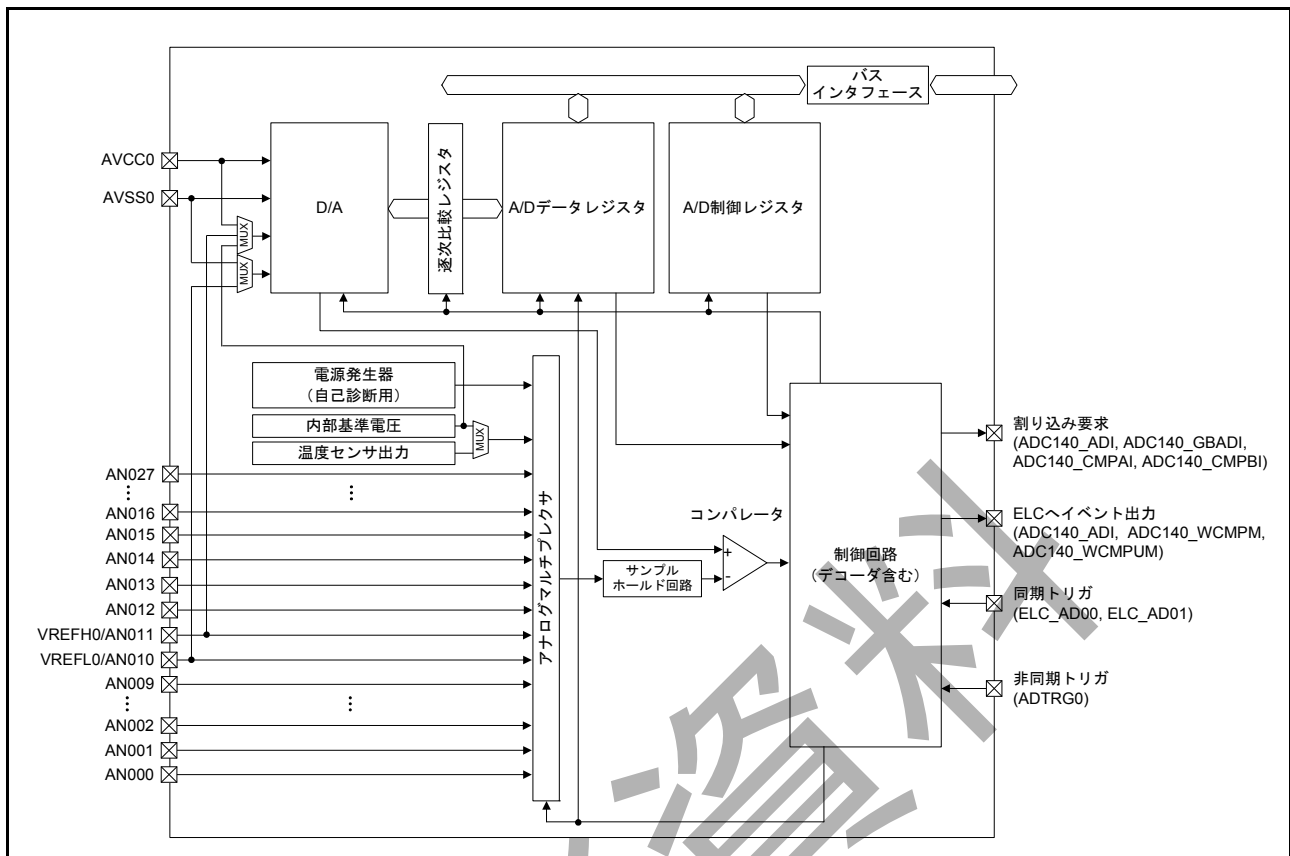 バス
インタフェース
AVCC0
AVSS0
MUX
MUX
D/A
逐次比較レジスタ
A/Dデータレジスタ
A/D制御レジスタ
電源発生器
(自己診断用)
内部基準電圧
温度センサ出力
MUX
アナログマルチプレクサ
AN027
⋮
⋮
AN016
AN015
AN014
AN013
AN012
VREFH0/AN011
VREFL0/AN010
AN009
⋮
⋮
AN002
AN001
AN000
サンプル
ホールド回路
コンパレータ
+
-
制御回路
(デコーダ含む)
割り込み要求
(ADC140_ADI, ADC140_GBADI,
ADC140_CMPAI, ADC140_CMPBI)
ELCへイベント出力
(ADC140_ADI, ADC140_WCMPM,
ADC140_WCMPUM)
同期トリガ
(ELC_AD00, ELC_AD01)
非同期トリガ
(ADTRG0)
資料